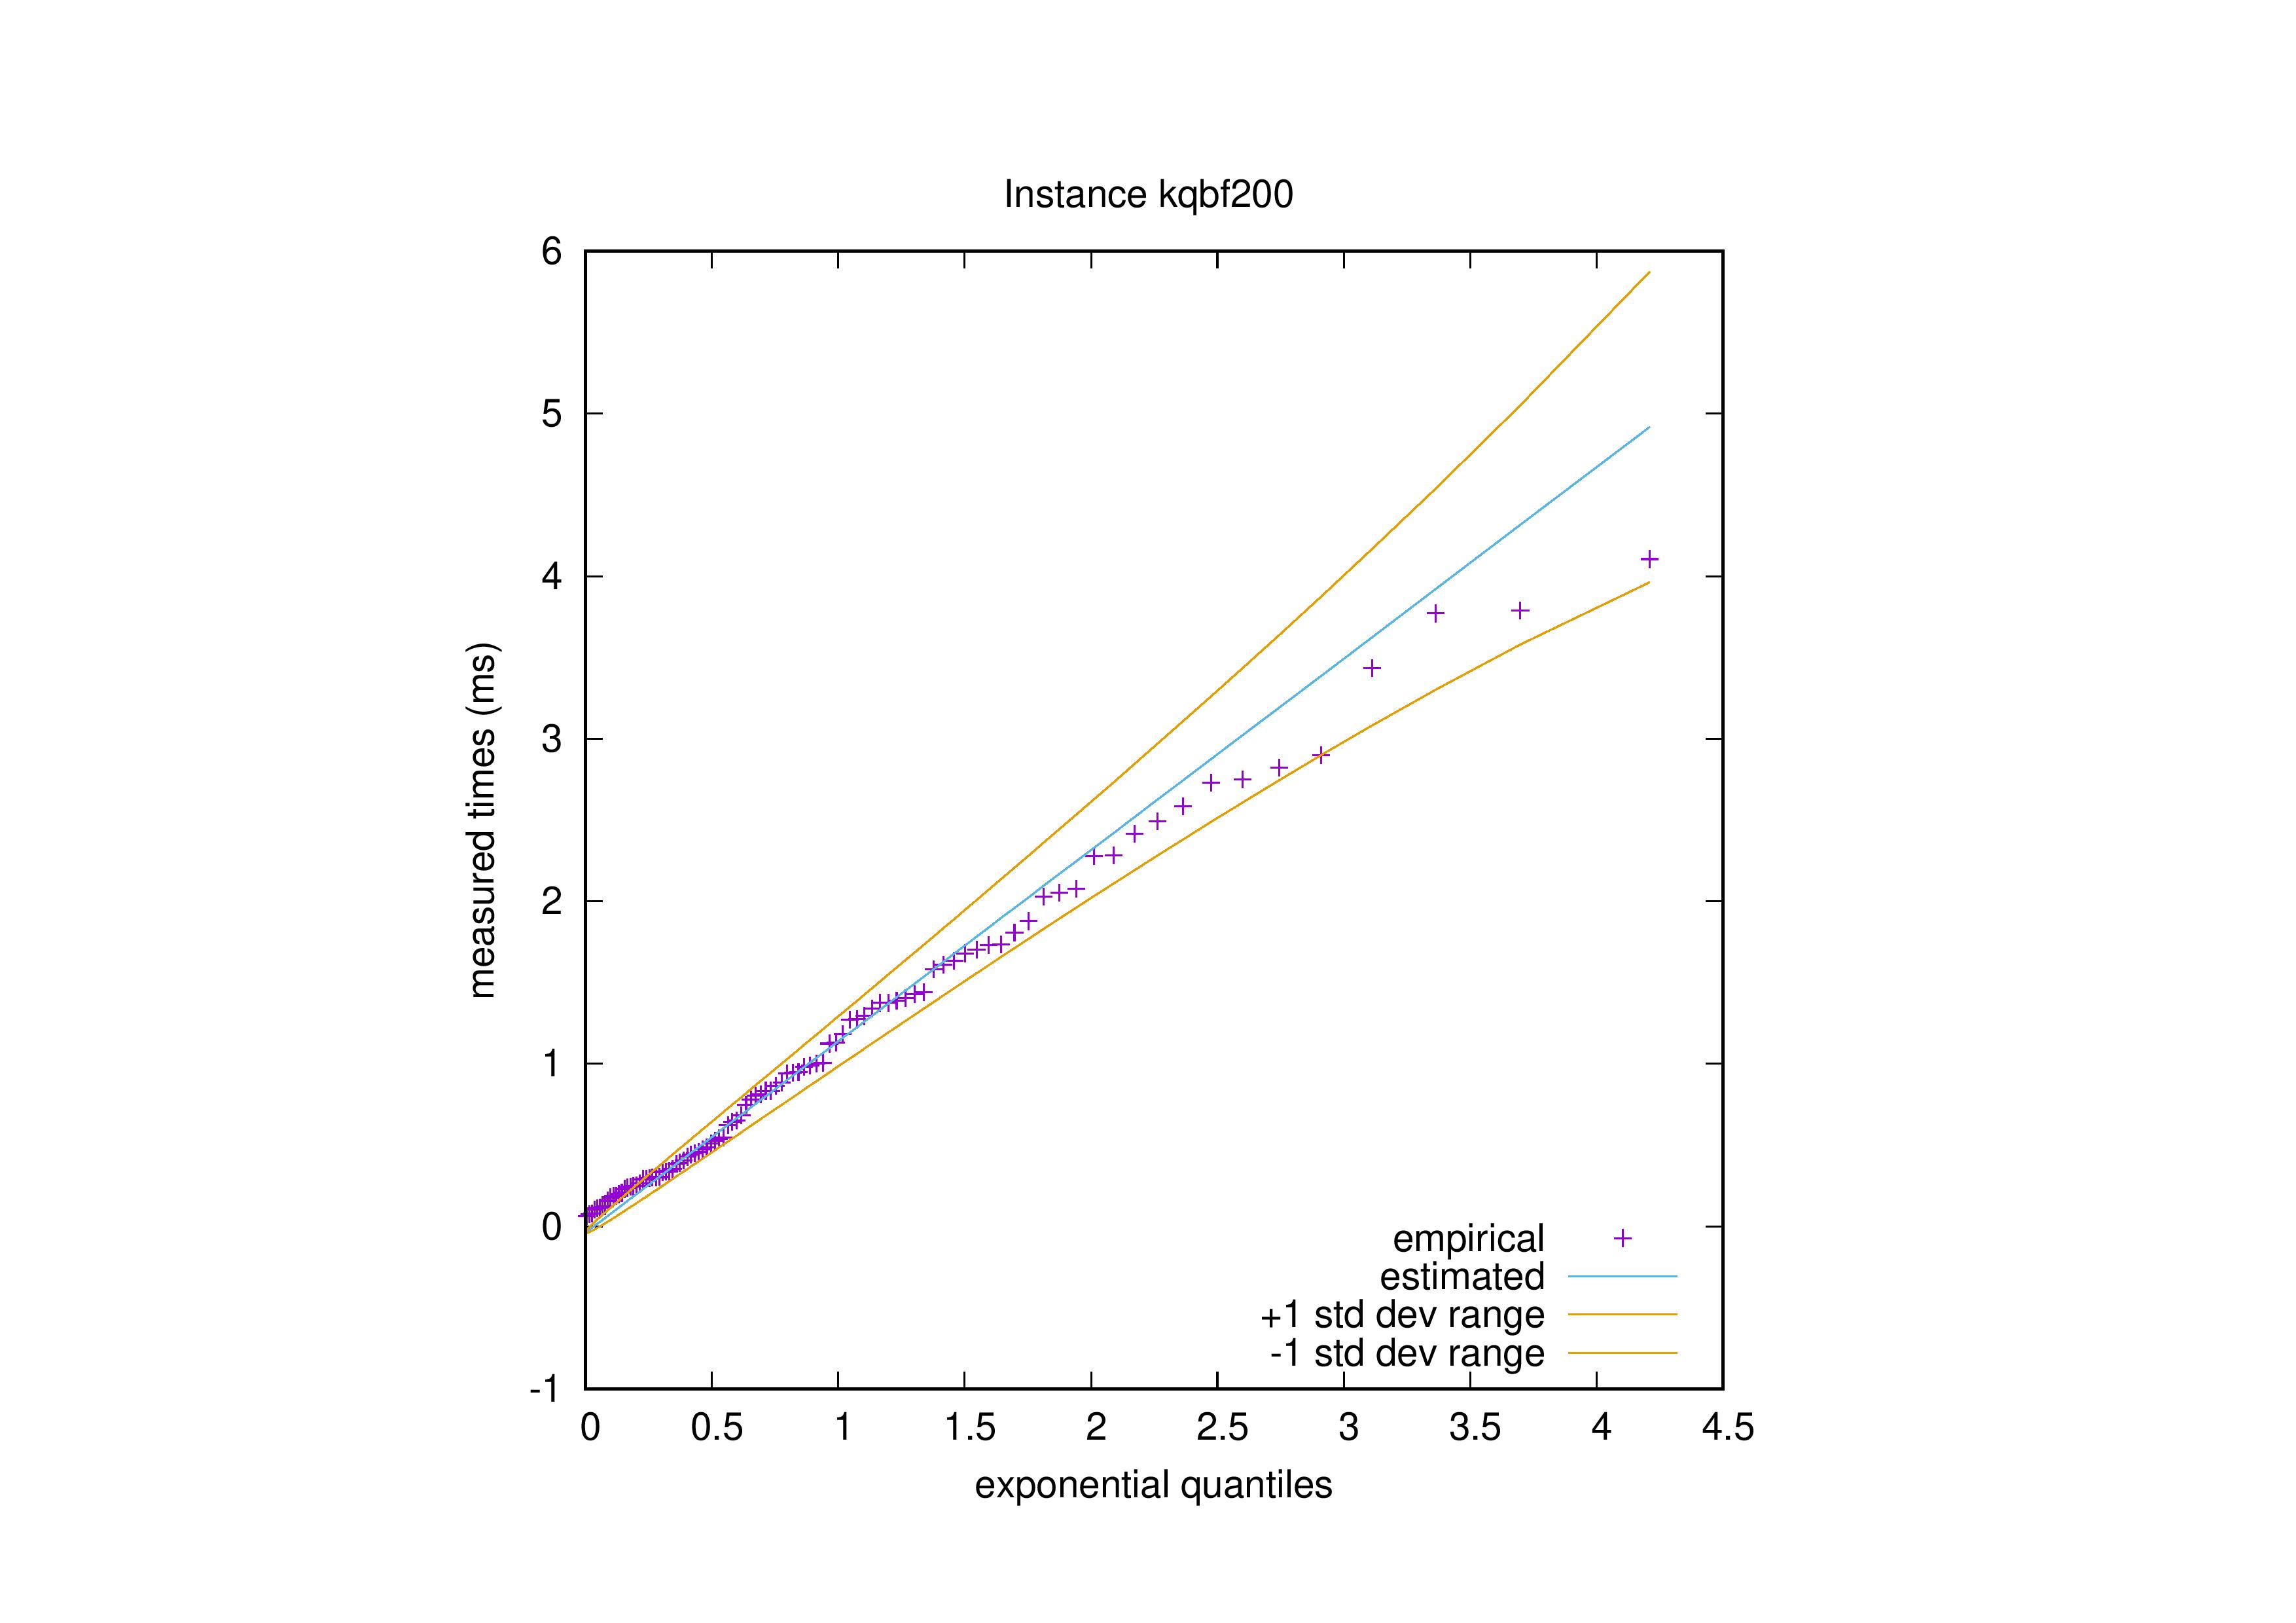 Instance kqbf200
6
5
4
3
2
1
0
-1
measured times (ms)
empirical
estimated
+1 std dev range
-1 std dev range
0 0.5 1 1.5 2 2.5 3 3.5 4 4.5
exponential quantiles